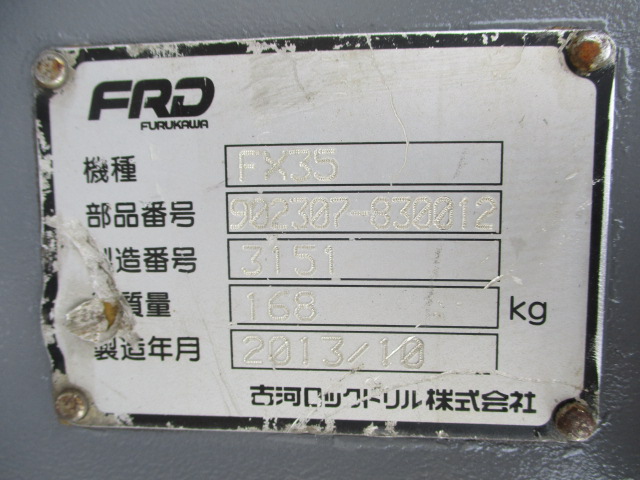 FRD
FURUKAWA
機種 FX35
部品番号 902307-830012
製造番号 3151
質量 168 kg
製造年月 2013/10
古河ロックドリル株式会社